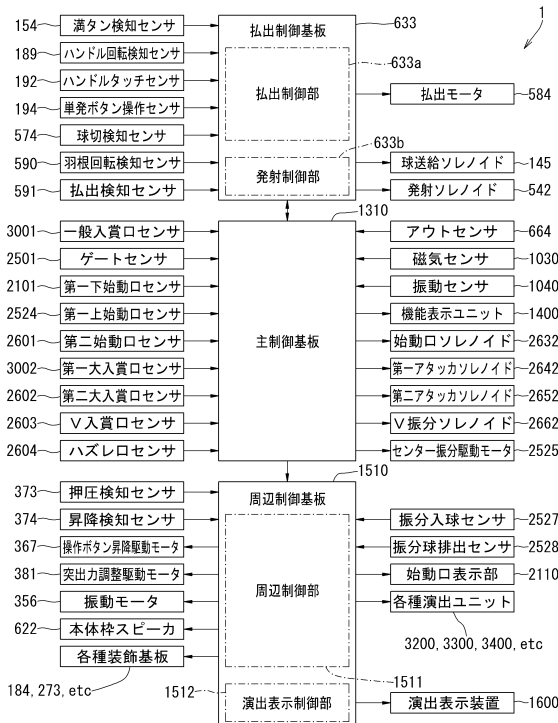 154 満タン検知センサ
189 ハンドル回転検知センサ
192 ハンドルタッチセンサ
194 単発ボタン操作センサ
574 球切検知センサ
590 羽根回転検知センサ
591 払出検知センサ
払出制御基板 633
633a
払出制御部
633b
発射制御部
払出モータ 584
球送給ソレノイド 145
発射ソレノイド 542
1
1310
3001 一般入賞口センサ
2501 ゲートセンサ
2101 第一下始動口センサ
2524 第一上始動口センサ
2601 第二始動口センサ
3002 第一大入賞口センサ
2602 第二大入賞口センサ
2603 V入賞口センサ
2604 ハズレ口センサ
主制御基板
アウトセンサ 664
磁気センサ 1030
振動センサ 1040
機能表示ユニット 1400
始動口ソレノイド 2632
第一アタッカソレノイド 2642
第二アタッカソレノイド 2652
V振分ソレノイド 2662
センター振分駆動モータ 2525
1510
373 押圧検知センサ
374 昇降検知センサ
367 操作ボタン昇降駆動モータ
381 突出力調整駆動モータ
356 振動モータ
622 本体枠スピーカ
各種装飾基板
184, 273, etc
周辺制御基板
周辺制御部
1512
1511
演出表示制御部
振分入球センサ 2527
振分球排出センサ 2528
始動口表示部 2110
各種演出ユニット
3200, 3300, 3400, etc
演出表示装置 1600